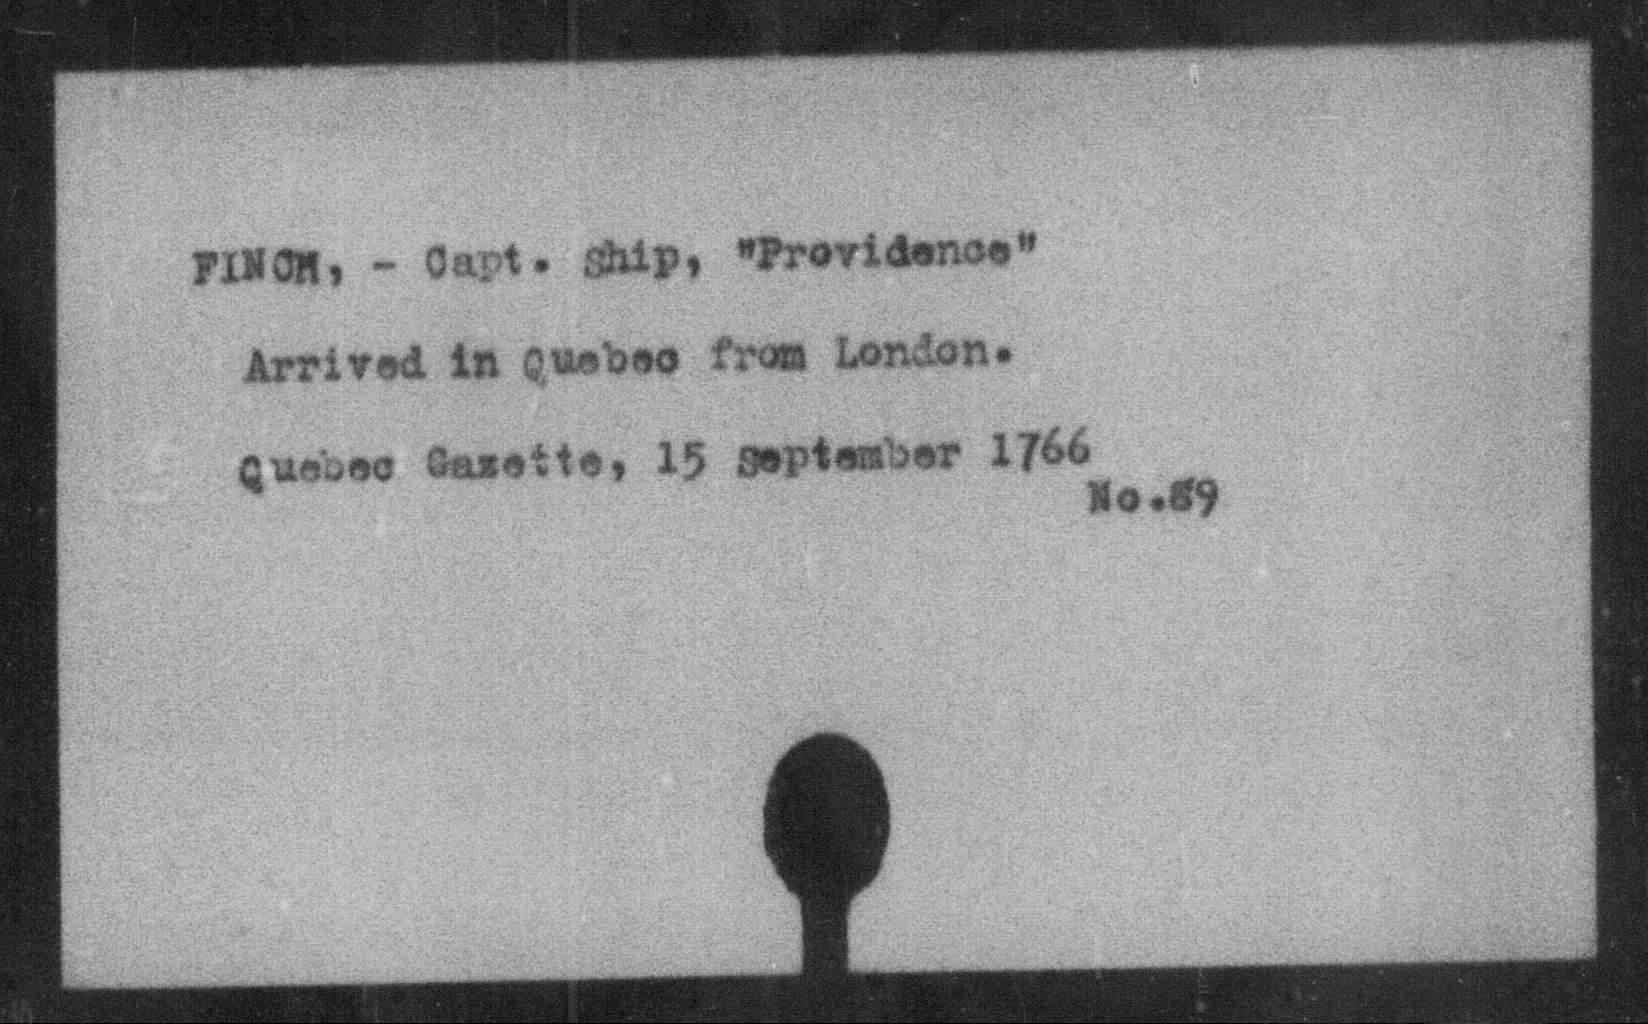 FINCH, - Capt. ship, "Providence"
Arrived in Quebec from London.
Quebec Gazette, 15 september 1766
No.89